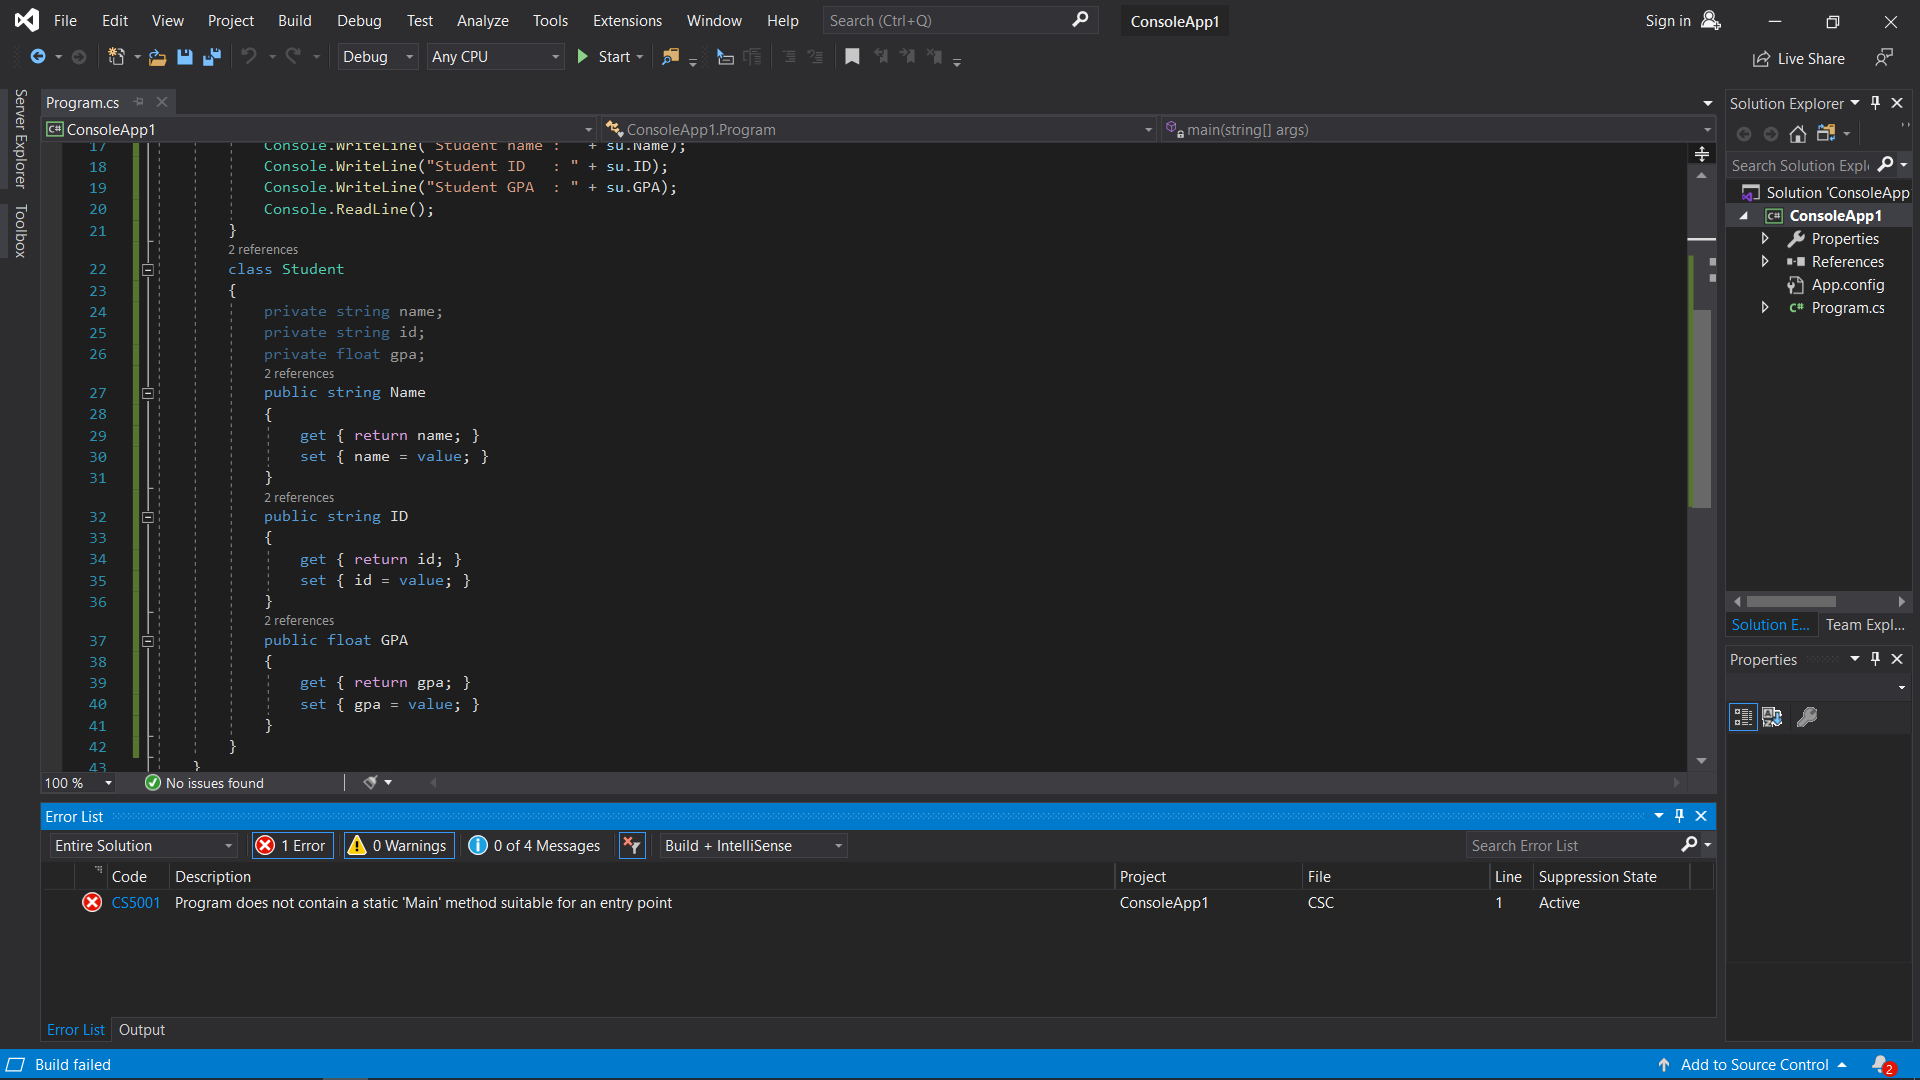 File Edit View Project Build Debug Test Analyze Tools Extensions Window Help Search (Ctrl+Q) ConsoleApp1 Sign in
Debug Any CPU Start Live Share
Server Explorer
Toolbox
Program.cs
ConsoleApp1 ConsoleApp1.Program main(string[] args)
17 Console.WriteLine("Student name : " + su.Name);
18 Console.WriteLine("Student ID   : " + su.ID);
19 Console.WriteLine("Student GPA  : " + su.GPA);
20 Console.ReadLine();
21 }
2 references
22 class Student
23 {
24 private string name;
25 private string id;
26 private float gpa;
2 references
27 public string Name
28 {
29 get { return name; }
30 set { name = value; }
31 }
2 references
32 public string ID
33 {
34 get { return id; }
35 set { id = value; }
36 }
2 references
37 public float GPA
38 {
39 get { return gpa; }
40 set { gpa = value; }
41 }
42 }
43 }
100 % No issues found
Solution Explorer
Search Solution Expl
Solution 'ConsoleApp
C# ConsoleApp1
Properties
References
App.config
C# Program.cs
Solution E... Team Expl...
Properties
Error List
Entire Solution 1 Error 0 Warnings 0 of 4 Messages Build + IntelliSense Search Error List
Code Description Project File Line Suppression State
CS5001 Program does not contain a static 'Main' method suitable for an entry point ConsoleApp1 CSC 1 Active
Error List Output
Build failed Add to Source Control 2